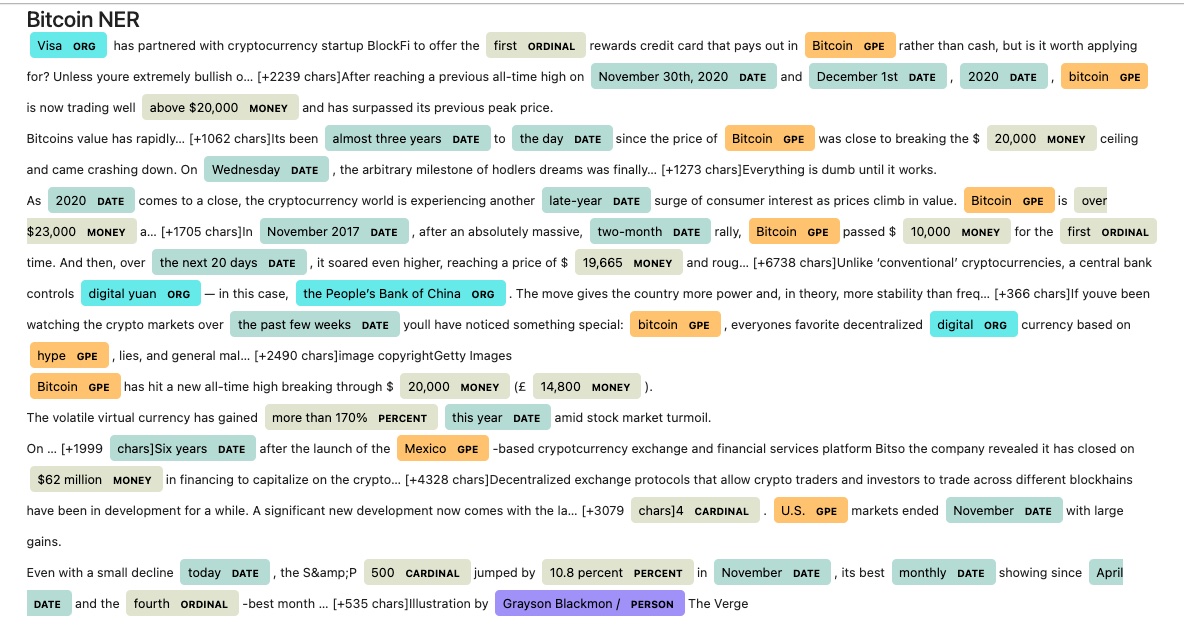 Bitcoin NER
Visa ORG has partnered with cryptocurrency startup BlockFi to offer the first ORDINAL rewards credit card that pays out in Bitcoin GPE rather than cash, but is it worth applying
for? Unless youre extremely bullish o… [+2239 chars]After reaching a previous all-time high on November 30th, 2020 DATE and December 1st DATE , 2020 DATE , bitcoin GPE
is now trading well above $20,000 MONEY and has surpassed its previous peak price.
Bitcoins value has rapidly… [+1062 chars]Its been almost three years DATE to the day DATE since the price of Bitcoin GPE was close to breaking the $ 20,000 MONEY ceiling
and came crashing down. On Wednesday DATE , the arbitrary milestone of hodlers dreams was finally… [+1273 chars]Everything is dumb until it works.
As 2020 DATE comes to a close, the cryptocurrency world is experiencing another late-year DATE surge of consumer interest as prices climb in value. Bitcoin GPE is over
$23,000 MONEY a… [+1705 chars]In November 2017 DATE , after an absolutely massive, two-month DATE rally, Bitcoin GPE passed $ 10,000 MONEY for the first ORDINAL
time. And then, over the next 20 days DATE , it soared even higher, reaching a price of $ 19,665 MONEY and roug… [+6738 chars]Unlike ‘conventional’ cryptocurrencies, a central bank
controls digital yuan ORG — in this case, the People’s Bank of China ORG . The move gives the country more power and, in theory, more stability than freq… [+366 chars]If youve been
watching the crypto markets over the past few weeks DATE youll have noticed something special: bitcoin GPE , everyones favorite decentralized digital ORG currency based on
hype GPE , lies, and general mal… [+2490 chars]image copyrightGetty Images
Bitcoin GPE has hit a new all-time high breaking through $ 20,000 MONEY (£ 14,800 MONEY ).
The volatile virtual currency has gained more than 170% PERCENT this year DATE amid stock market turmoil.
On … [+1999 chars]Six years DATE after the launch of the Mexico GPE -based crypotcurrency exchange and financial services platform Bitso the company revealed it has closed on
$62 million MONEY in financing to capitalize on the crypto… [+4328 chars]Decentralized exchange protocols that allow crypto traders and investors to trade across different blockhains
have been in development for a while. A significant new development now comes with the la… [+3079 chars]4 CARDINAL . U.S. GPE markets ended November DATE with large
gains.
Even with a small decline today DATE , the S&amp;P 500 CARDINAL jumped by 10.8 percent PERCENT in November DATE , its best monthly DATE showing since April
DATE and the fourth ORDINAL -best month … [+535 chars]Illustration by Grayson Blackmon / PERSON The Verge